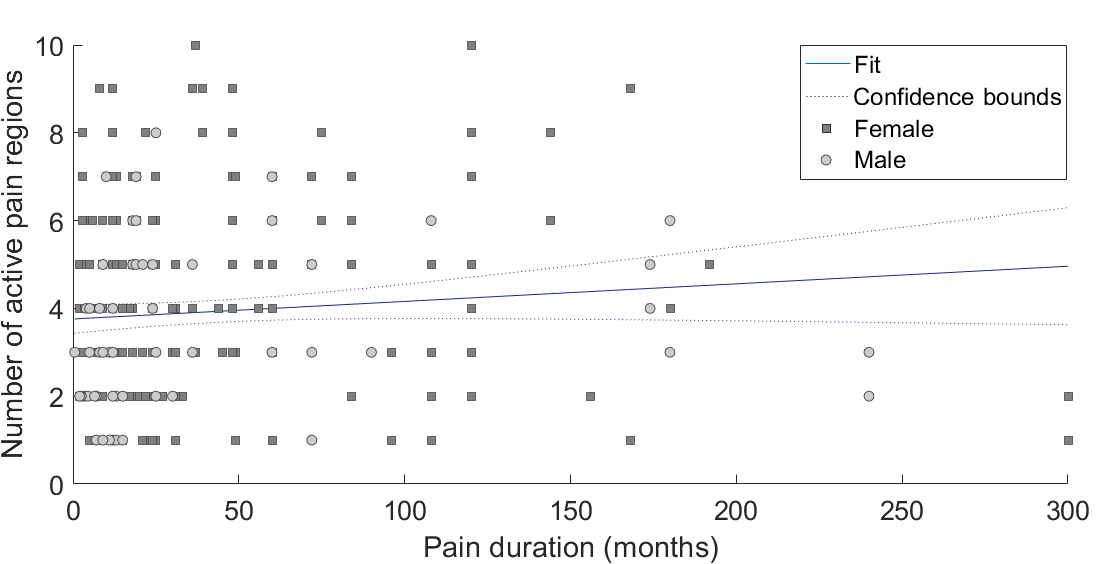 Number of active pain regions
10
8
6
4
2
0
Fit
Confidence bounds
Female
Male
0 50 100 150 200 250 300
Pain duration (months)